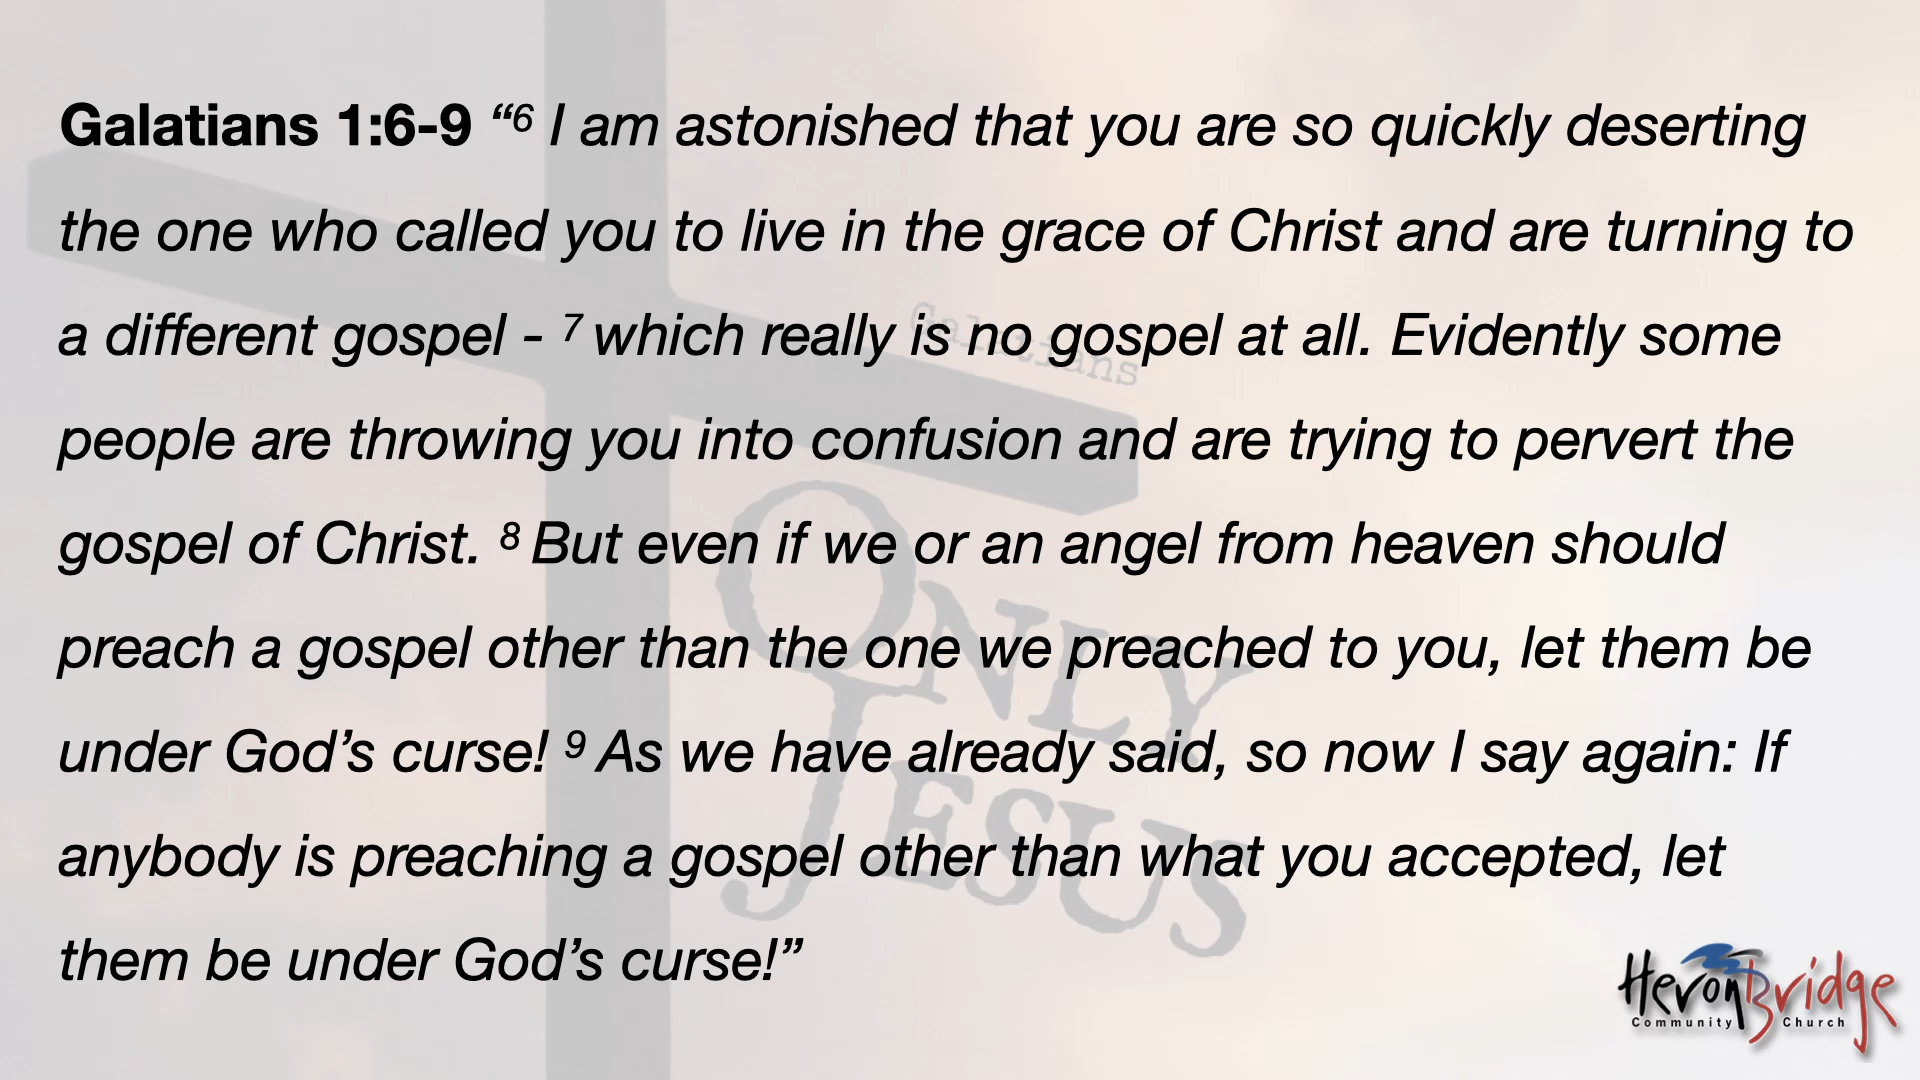 Galatians 1:6-9 “6 I am astonished that you are so quickly deserting
the one who called you to live in the grace of Christ and are turning to
a different gospel - 7 which really is no gospel at all. Evidently some
people are throwing you into confusion and are trying to pervert the
gospel of Christ. 8 But even if we or an angel from heaven should
preach a gospel other than the one we preached to you, let them be
under God’s curse! 9 As we have already said, so now I say again: If
anybody is preaching a gospel other than what you accepted, let
them be under God’s curse!”
Galatians
ONLY
JESUS
HeronBridge
Community Church